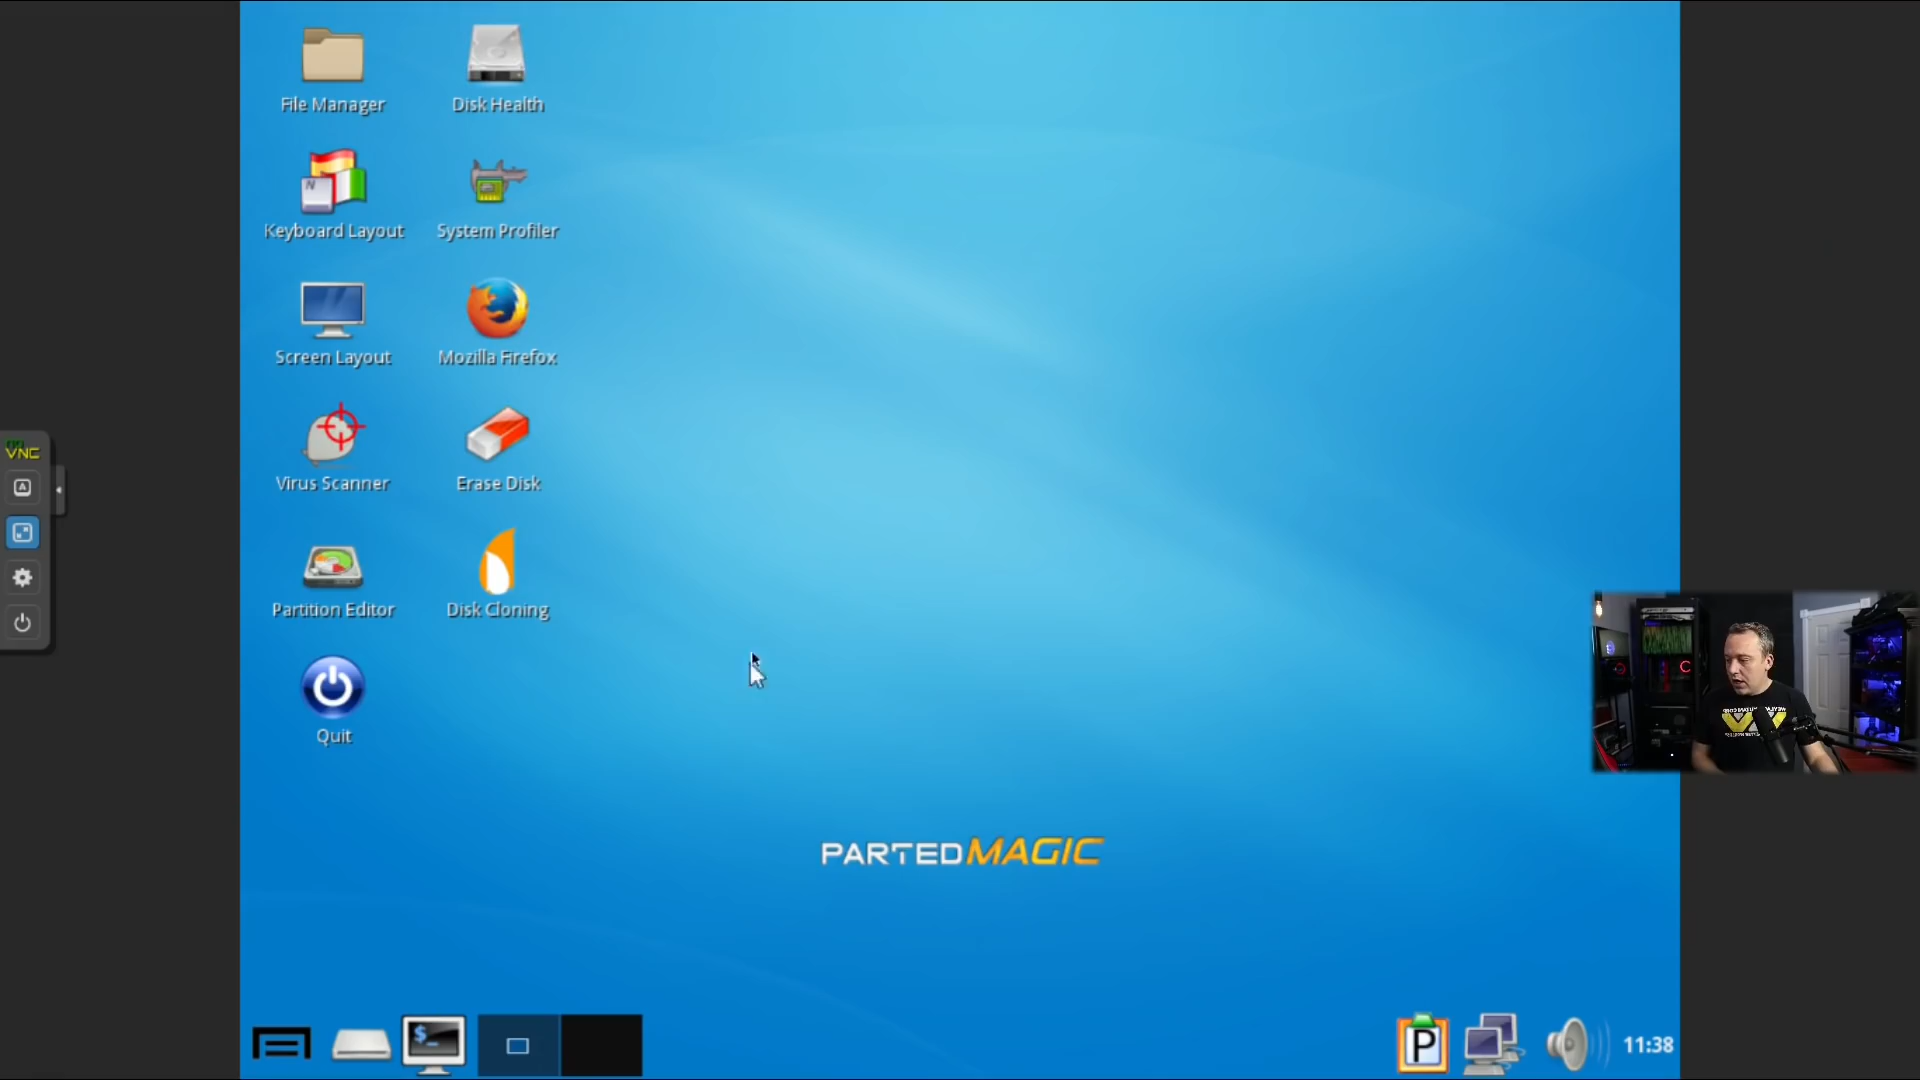 File Manager
Disk Health
N
Keyboard Layout
System Profiler
Screen Layout
Mozilla Firefox
VNC
A
Virus Scanner
Erase Disk
Partition Editor
Disk Cloning
Quit
PARTEDMAGIC
$_
P
11:38